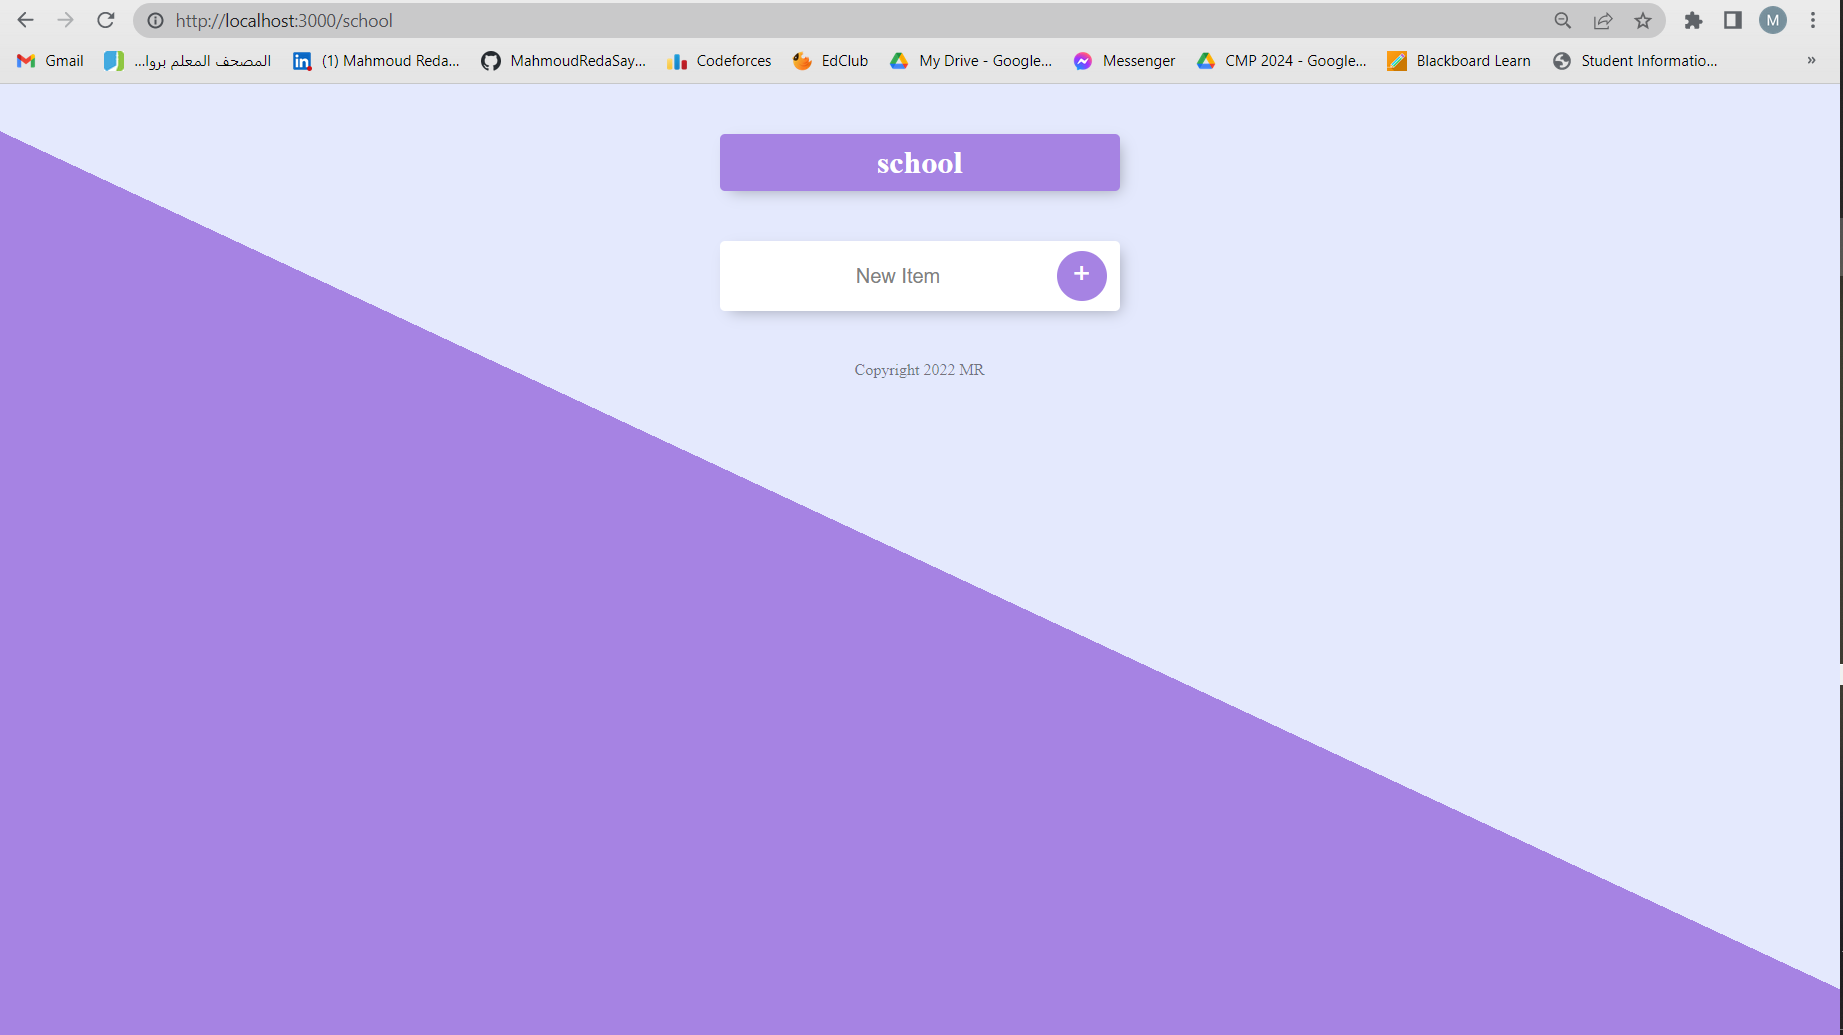 http://localhost:3000/school
M
Gmail
المصحف المعلم بروا...
(1) Mahmoud Reda...
MahmoudRedaSay...
Codeforces
EdClub
My Drive - Google...
Messenger
CMP 2024 - Google...
Blackboard Learn
Student Informatio...
»
school
New Item
+
Copyright 2022 MR